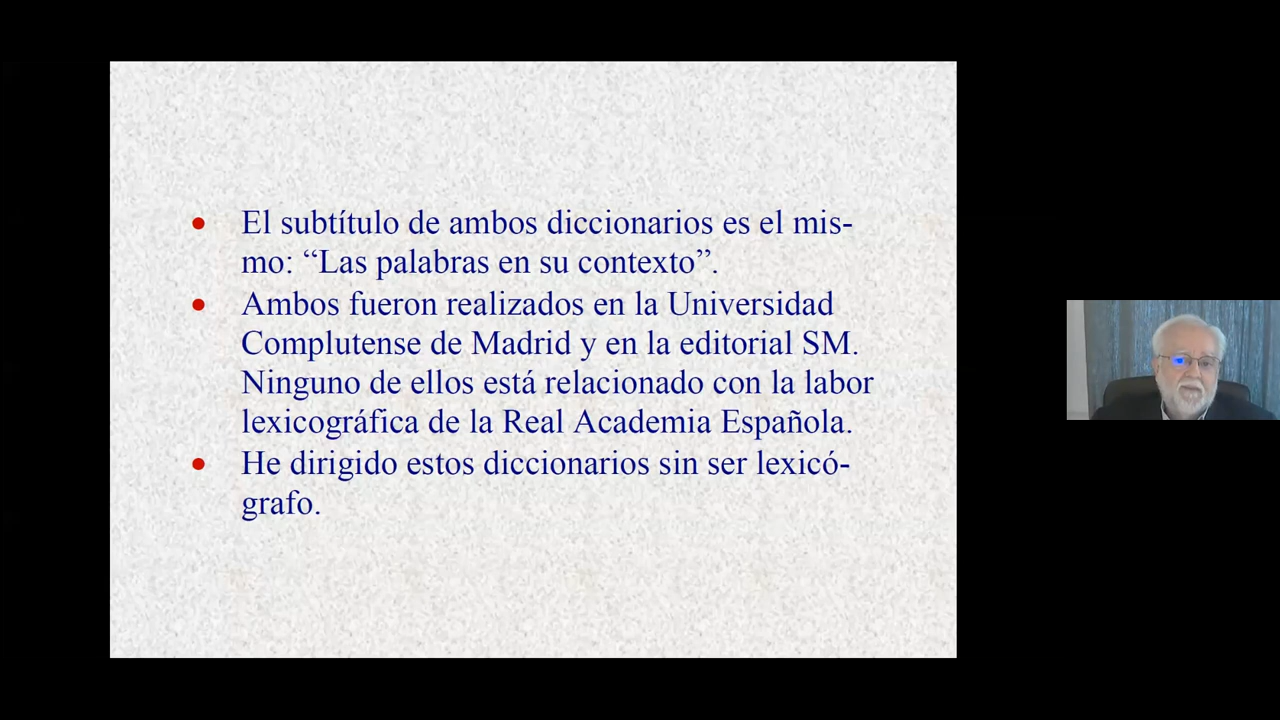 El subtítulo de ambos diccionarios es el mis-
mo: “Las palabras en su contexto”.
Ambos fueron realizados en la Universidad
Complutense de Madrid y en la editorial SM.
Ninguno de ellos está relacionado con la labor
lexicográfica de la Real Academia Española.
He dirigido estos diccionarios sin ser lexicó-
grafo.